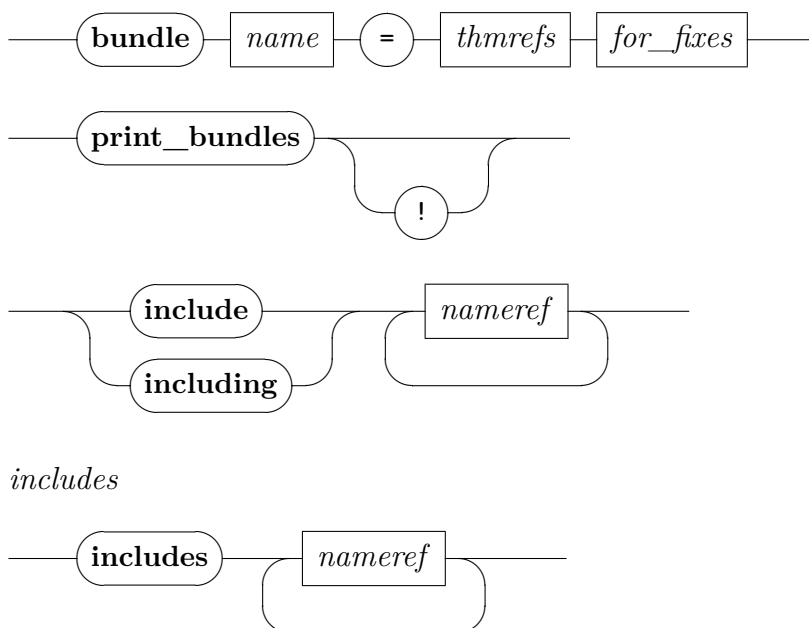 bundle name = thmrefs for_fixes
print_bundles
!
include nameref
including
includes
includes nameref